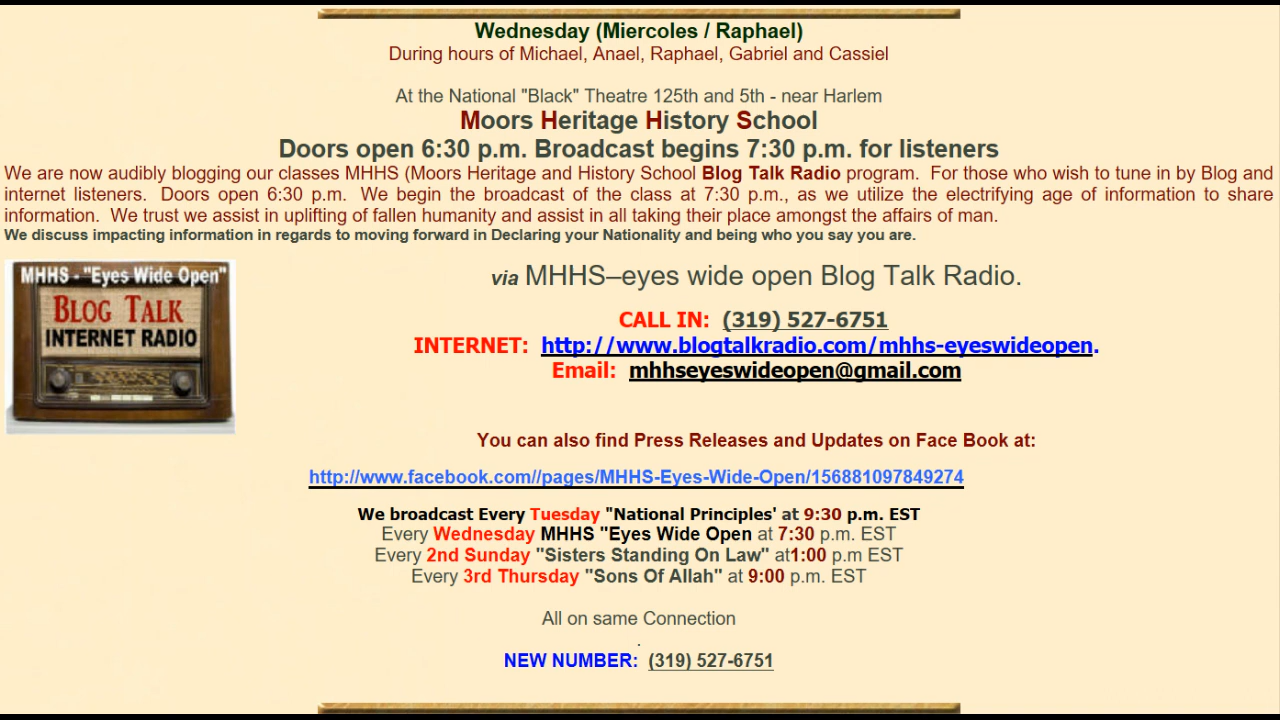 Wednesday (Miercoles / Raphael)
During hours of Michael, Anael, Raphael, Gabriel and Cassiel
At the National "Black" Theatre 125th and 5th - near Harlem
Moors Heritage History School
Doors open 6:30 p.m. Broadcast begins 7:30 p.m. for listeners
We are now audibly blogging our classes MHHS (Moors Heritage and History School Blog Talk Radio program. For those who wish to tune in by Blog and
internet listeners. Doors open 6:30 p.m. We begin the broadcast of the class at 7:30 p.m., as we utilize the electrifying age of information to share
information. We trust we assist in uplifting of fallen humanity and assist in all taking their place amongst the affairs of man.
We discuss impacting information in regards to moving forward in Declaring your Nationality and being who you say you are.
MHHS - "Eyes Wide Open"
BLOG TALK
INTERNET RADIO
via MHHS–eyes wide open Blog Talk Radio.
CALL IN: (319) 527-6751
INTERNET: http://www.blogtalkradio.com/mhhs-eyeswideopen.
Email: mhhseyeswideopen@gmail.com
You can also find Press Releases and Updates on Face Book at:
http://www.facebook.com//pages/MHHS-Eyes-Wide-Open/156881097849274
We broadcast Every Tuesday "National Principles' at 9:30 p.m. EST
Every Wednesday MHHS "Eyes Wide Open at 7:30 p.m. EST
Every 2nd Sunday "Sisters Standing On Law" at1:00 p.m EST
Every 3rd Thursday "Sons Of Allah" at 9:00 p.m. EST
All on same Connection
.
NEW NUMBER: (319) 527-6751